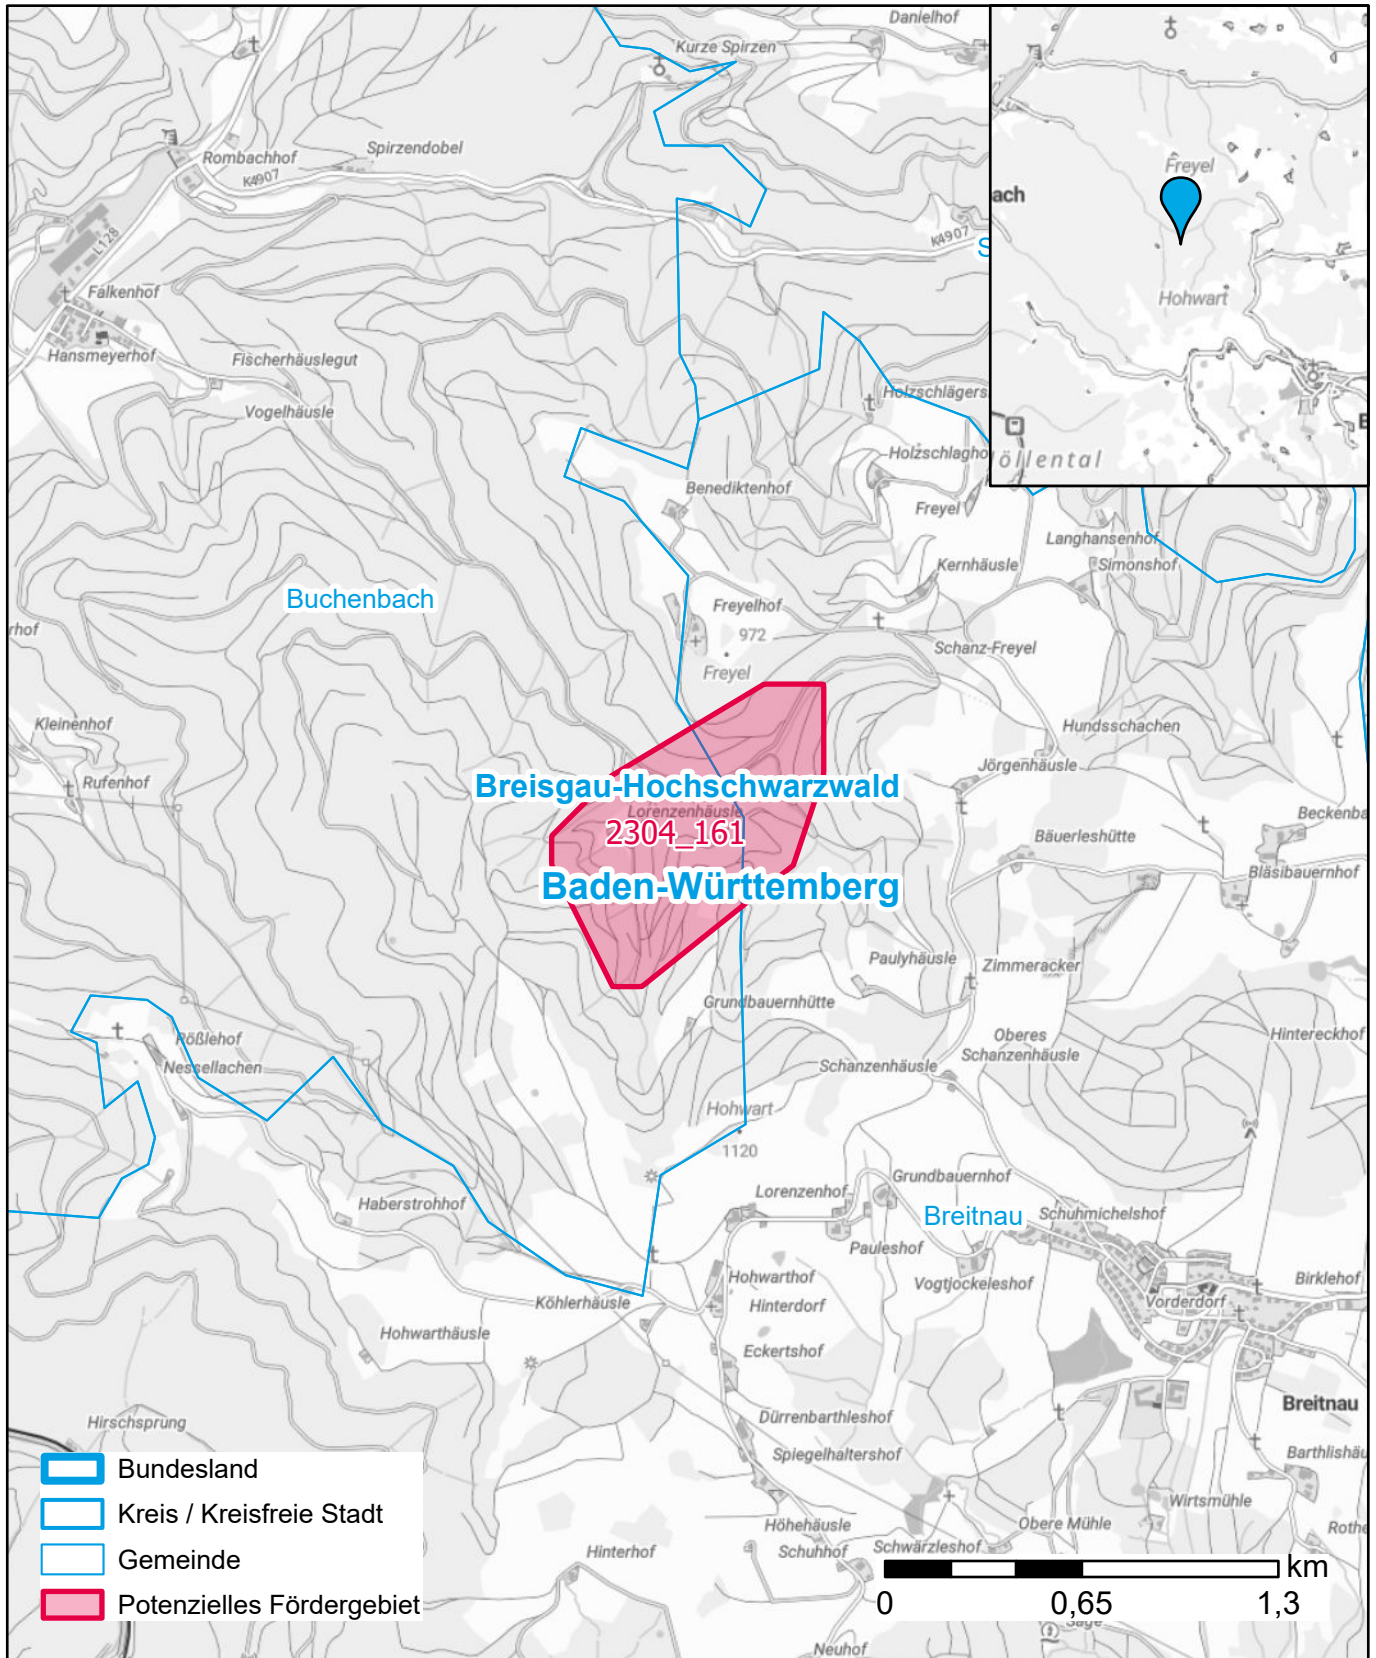 Danielhof
Kurze Spirzen
Spirzendobel
Rombachhof
K4907
L128
K4907
S
Falkenhof
Hansmeyerhof
Fischerhäuslegut
Vogelhäusle
Holzschlägers
Holzschlagho
Benediktenhof
Freyel
Langhansenhof
Simonshof
Kernhäusle
Buchenbach
Freyelhof
972
Freyel
Schanz-Freyel
rhof
Kleinenhof
Rufenhof
Hundsschachen
Jörgenhäusle
Breisgau-Hochschwarzwald
Lorenzenhäusle
2304_161
Baden-Württemberg
Beckenba
Bäuerleshütte
Bläsibauernhof
Paulyhäusle
Zimmeracker
Grundbauernhütte
Rößlehof
Nessellachen
Oberes
Schanzenhäusle
Schanzenhäusle
Hintereckhof
Hohwart
1120
Grundbauernhof
Lorenzenhof
Haberstrohhof
Breitnau
Schuhmichelshof
Pauleshof
Hohwarthof
Vogtjockeleshof
Birklehof
Köhlerhäusle
Hinterdorf
Vorderdorf
Hohwarthäusle
Eckertshof
Hirschsprung
Dürrenbarthleshof
Breitnau
Spiegelhaltershof
Barthlishäu
Wirtsmühle
Höhehäusle
Obere Mühle
Rothe
Hinterhof
Schuhhof
Schwärzleshof
Säge
Neuhof
ach
Freyel
Hohwart
öllental
B
Bundesland
Kreis / Kreisfreie Stadt
Gemeinde
Potenzielles Fördergebiet
km
0 0,65 1,3